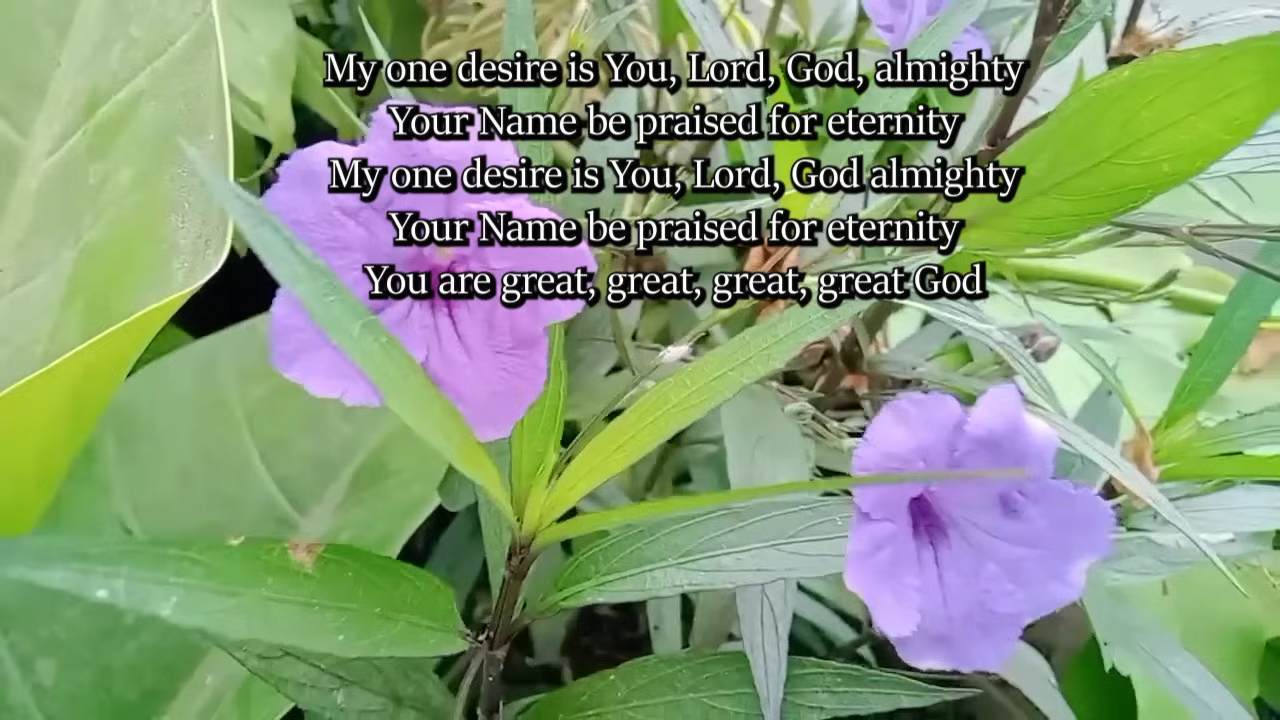 My one desire is You, Lord, God, almighty
Your Name be praised for eternity
My one desire is You, Lord, God almighty
Your Name be praised for eternity
You are great, great, great, great God